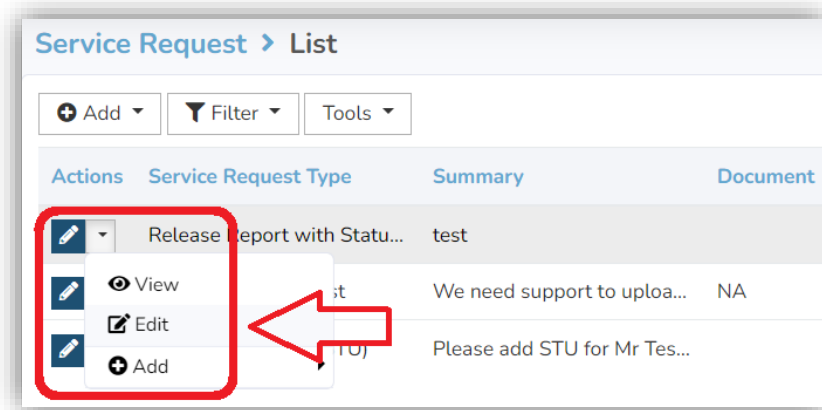 Service Request > List
Add Filter Tools
Actions Service Request Type Summary Document
Release Report with Statu... test
View
st We need support to uploa... NA
Edit
TU) Please add STU for Mr Tes...
Add